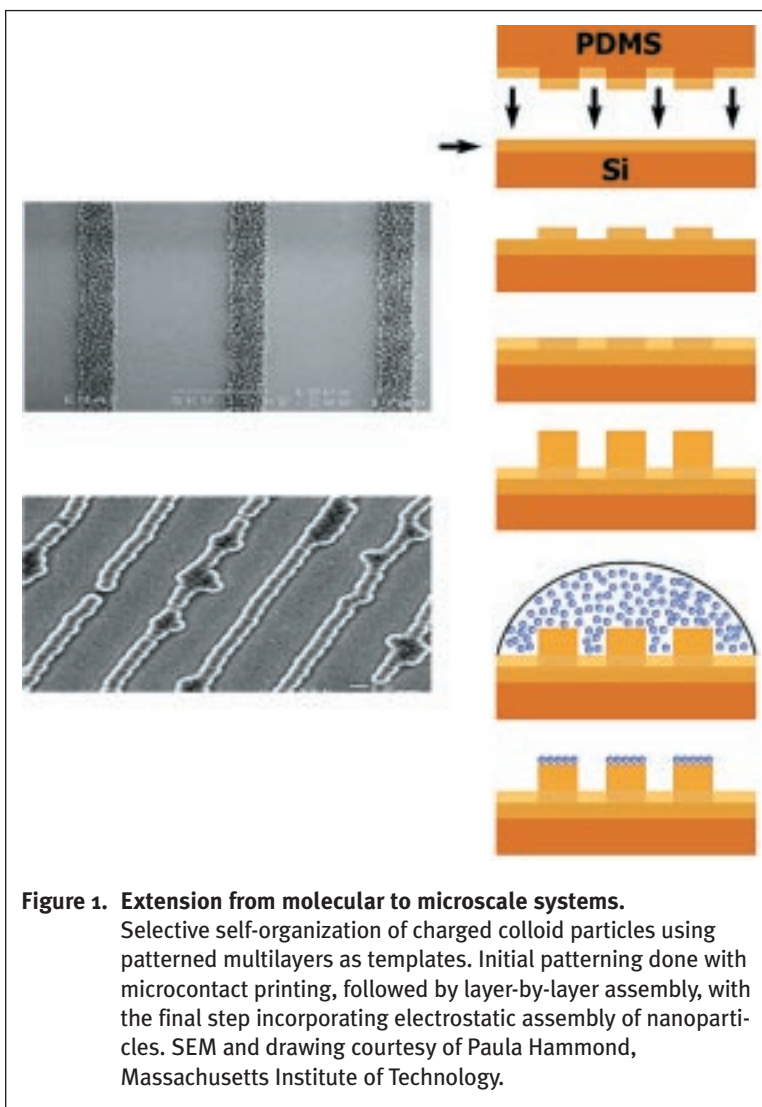 PDMS
Si
Figure 1. Extension from molecular to microscale systems.
Selective self-organization of charged colloid particles using
patterned multilayers as templates. Initial patterning done with
microcontact printing, followed by layer-by-layer assembly, with
the final step incorporating electrostatic assembly of nanoparti-
cles. SEM and drawing courtesy of Paula Hammond,
Massachusetts Institute of Technology.